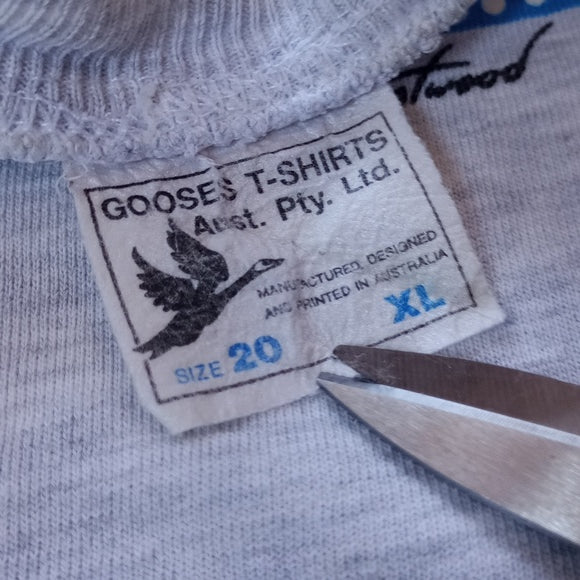 GOOSES T-SHIRTS
Aust. Pty. Ltd.
MANUFACTURED, DESIGNED
AND PRINTED IN AUSTRALIA
SIZE 20 XL